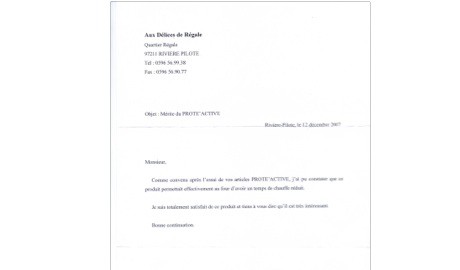 Aux Délices de Régale
Quartier Régale
97211 RIVIERE PILOTE
Tél : 0596 56.99.58
Fax : 0596 56.90.77
Objet : Mérite du PROTE'ACTIVE
Rivière-Pilote, le 12 décembre 2007
Monsieur,
Comme convenu après l'essai de vos articles PROTE'ACTIVE, j'ai pu constater que ce
produit permettait effectivement au four d'avoir un temps de chauffe réduit.
Je suis totalement satisfait de ce produit et tiens à vous dire qu'il est très intéressant
Bonne continuation